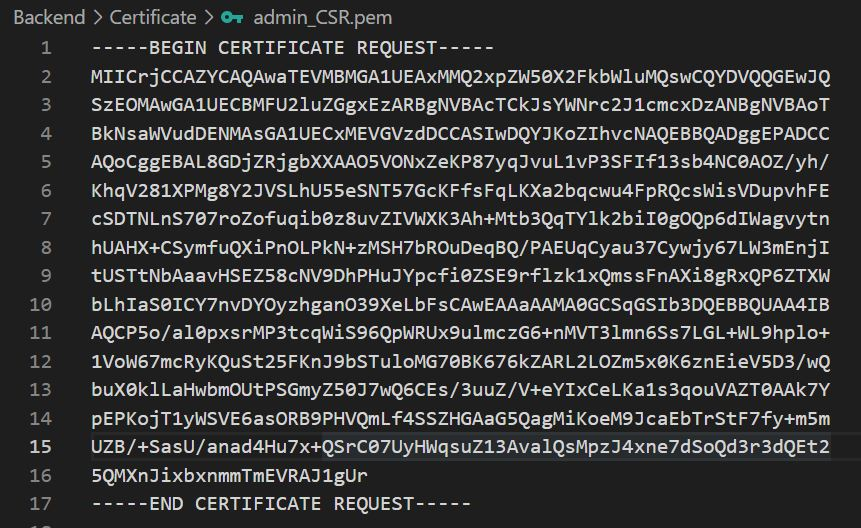 Backend > Certificate > admin_CSR.pem
1 -----BEGIN CERTIFICATE REQUEST-----
2 MIICrjCCAZYCAQAwaTEVMBMGA1UEAxMMQ2xpZW50X2FkbWluMQswCQYDVQQGEwJQ
3 SzEOMAwGA1UECBMFU2luZGgxEzARBgNVBAcTCkJsYWNrc2J1cmcxDzANBgNVBAoT
4 BkNsaWVudDENMAsGA1UECxMEVGVzdDCCASIwDQYJKoZIhvcNAQEBBQADggEPADCC
5 AQoCggEBAL8GDjZRjgbXXAAO5VONxZeKP87yqJvuL1vP3SFIf13sb4NC0AOZ/yh/
6 KhqV281XPMg8Y2JVSLhU55eSNT57GcKFfsFqLKXa2bqcwu4FpRQcsWisVDupvhFE
7 cSDTNLnS707roZofuqib0z8uvZIVWXK3Ah+Mtb3QqTYlk2biI0gOQp6dIWagvytn
8 hUAHX+CSymfuQXiPnOLPkN+zMSH7bROuDeqBQ/PAEUqCyau37Cywjy67LW3mEnjI
9 tUSTtNbAaavHSEZ58cNV9DhPHuJYpcfi0ZSE9rflzk1xQmssFnAXi8gRxQP6ZTXW
10 bLhIaS0ICY7nvDYOyzhganO39XeLbFsCAwEAAaAAMA0GCSqGSIb3DQEBBQUAA4IB
11 AQCP5o/al0pxsrMP3tcqWiS96QpWRUx9ulmczG6+nMVT3lmn6Ss7LGL+WL9hplo+
12 1VoW67mcRyKQuSt25FKnJ9bSTuloMG70BK676kZARL2LOZm5x0K6znEieV5D3/wQ
13 buX0klLaHwbmOUtPSGmyZ50J7wQ6CEs/3uuZ/V+eYIxCeLKa1s3qouVAZT0AAk7Y
14 pEPKojT1yWSVE6asORB9PHVQmLf4SSZHGAaG5QagMiKoeM9JcaEbTrStF7fy+m5m
15 UZB/+SasU/anad4Hu7x+QSrC07UyHWqsuZ13AvalQsMpzJ4xne7dSoQd3r3dQEt2
16 5QMXnJixbxnmmTmEVRAJ1gUr
17 -----END CERTIFICATE REQUEST-----